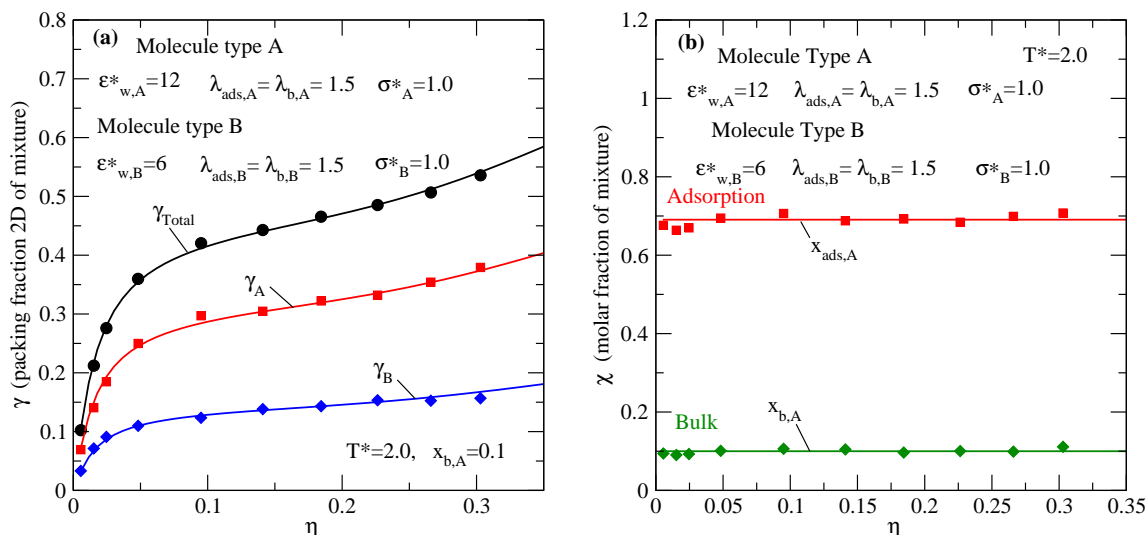 (a)
Molecule type A
ε*w,A=12 λads,A= λb,A= 1.5 σ*A=1.0
Molecule type B
ε*w,B=6 λads,B= λb,B= 1.5 σ*B=1.0
γTotal
γA
γB
T*=2.0, xb,A=0.1
γ (packing fraction 2D of mixture)
0.8
0.7
0.6
0.5
0.4
0.3
0.2
0.1
0
0 0.1 0.2 0.3
η
(b)
Molecule Type A
T*=2.0
ε*w,A=12 λads,A= λb,A= 1.5 σ*A=1.0
Molecule Type B
ε*w,B=6 λads,B= λb,B= 1.5 σ*B=1.0
Adsorption
xads,A
xb,A
Bulk
χ (molar fraction of mixture)
1.2
1
0.8
0.6
0.4
0.2
0
0 0.05 0.1 0.15 0.2 0.25 0.3 0.35
η